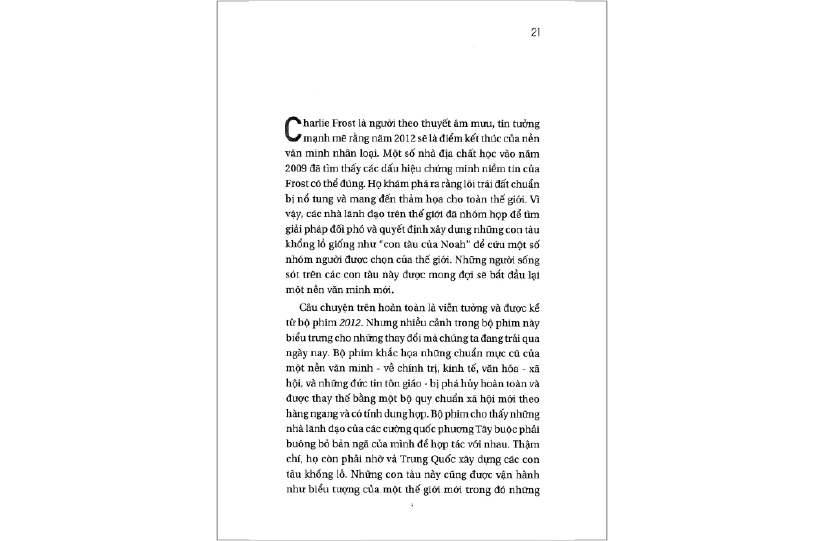 21
Charlie Frost là người theo thuyết âm mưu, tin tưởng
mạnh mẽ rằng năm 2012 sẽ là điểm kết thúc của nền
văn minh nhân loại. Một số nhà địa chất học vào năm
2009 đã tìm thấy các dấu hiệu chứng minh niềm tin của
Frost có thể đúng. Họ khám phá ra rằng lõi trái đất chuẩn
bị nổ tung và mang đến thảm họa cho toàn thế giới. Vì
vậy, các nhà lãnh đạo trên thế giới đã nhóm họp để tìm
giải pháp đối phó và quyết định xây dựng những con tàu
khổng lồ giống như "con tàu của Noah" để cứu một số
nhóm người được chọn của thế giới. Những người sống
sót trên các con tàu này được mong đợi sẽ bắt đầu lại
một nền văn minh mới.
Câu chuyện trên hoàn toàn là viễn tưởng và được kể
từ bộ phim 2012. Nhưng nhiều cảnh trong bộ phim này
biểu trưng cho những thay đổi mà chúng ta đang trải qua
ngày nay. Bộ phim khắc họa những chuẩn mực cũ của
một nền văn minh - về chính trị, kinh tế, văn hóa - xã
hội, và những đức tin tôn giáo - bị phá hủy hoàn toàn và
được thay thế bằng một bộ quy chuẩn xã hội mới theo
hàng ngang và có tính dung hợp. Bộ phim cho thấy những
nhà lãnh đạo của các cường quốc phương Tây buộc phải
buông bỏ bản ngã của mình để hợp tác với nhau. Thậm
chí, họ còn phải nhờ vả Trung Quốc xây dựng các con
tàu khổng lồ. Những con tàu này cũng được vận hành
như biểu tượng của một thế giới mới trong đó những